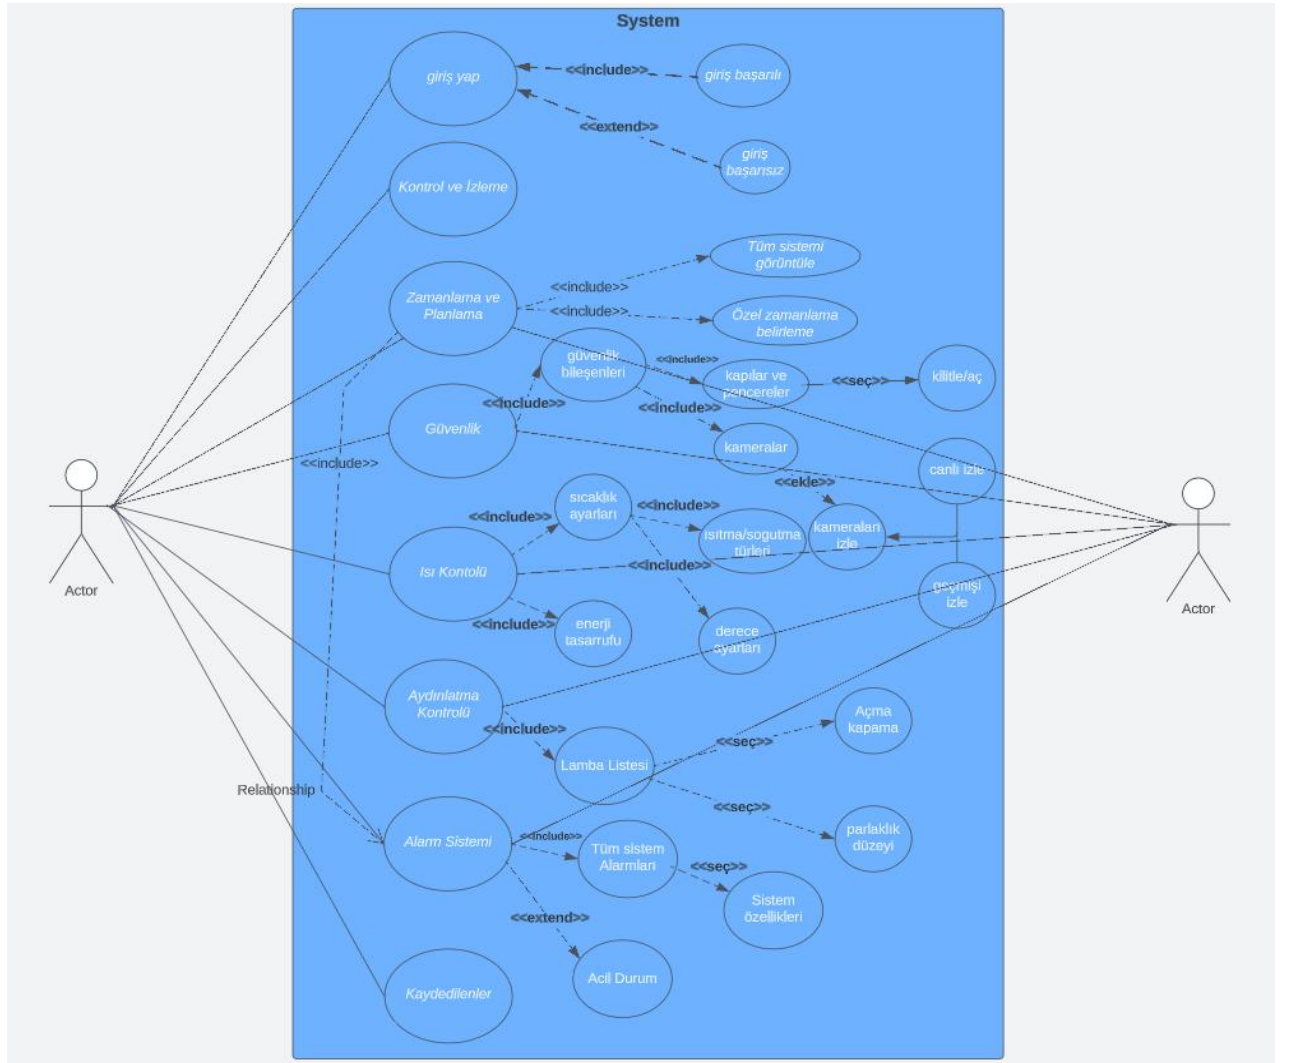 System
giriş yap
<<include>>
giriş başarılı
<<extend>>
giriş
başarısız
Kontrol ve İzleme
Zamanlama ve
Planlama
<<include>>
Tüm sistemi
görüntüle
<<include>>
Özel zamanlama
belirleme
güvenlik
bileşenleri
<<include>>
kapılar ve
pencereler
<<seç>>
kilitle/aç
Güvenlik
<<include>>
<<include>>
kameralar
<<include>>
<<ekle>>
canlı izle
kameraları
izle
geçmişi
izle
Actor
Actor
Isı Kontolü
<<include>>
sıcaklık
ayarları
<<include>>
ısıtma/sogutma
türleri
<<include>>
derece
ayarları
<<include>>
enerji
tasarrufu
Aydınlatma
Kontrolü
<<include>>
Lamba Listesi
<<seç>>
Açma
kapama
<<seç>>
parlaklık
düzeyi
Relationship
Alarm Sistemi
<<include>>
Tüm sistem
Alarmları
<<seç>>
Sistem
özellikleri
<<extend>>
Acil Durum
Kaydedilenler